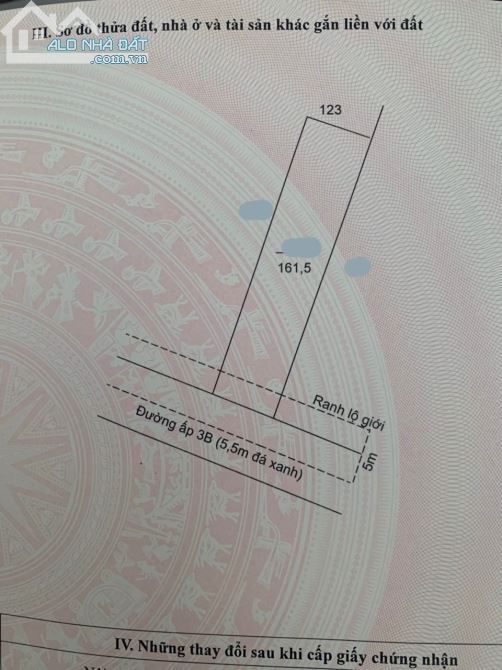 III. Sơ đồ thửa đất, nhà ở và tài sản khác gắn liền với đất
ALO NHÀ ĐẤT
.com.vn
123
161,5
Ranh lộ giới
5m
Đường ấp 3B (5,5m đá xanh)
IV. Những thay đổi sau khi cấp giấy chứng nhận